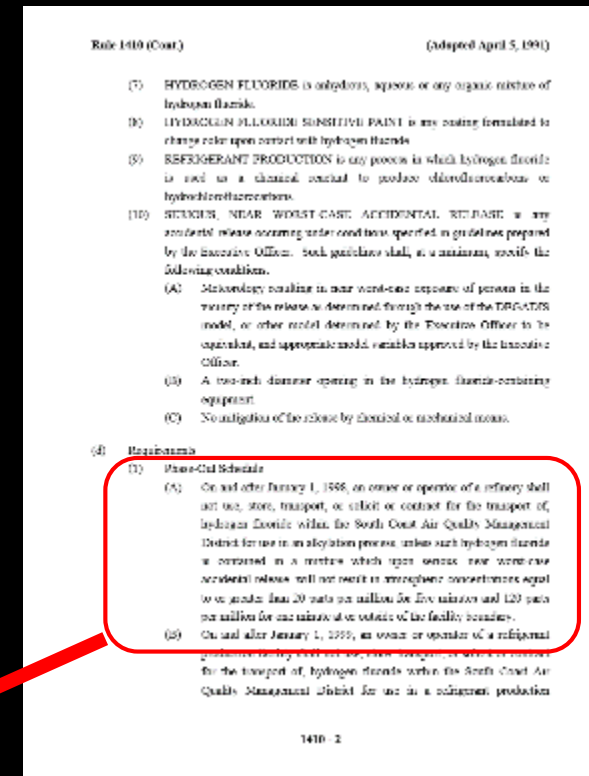 Rule 1410 (Cont.) (Adopted April 5, 1991)
(7) HYDROGEN FLUORIDE is anhydrous, aqueous or any organic mixture of
hydrogen fluoride.
(8) HYDROGEN FLUORIDE SENSITIVE PAINT is any coating formulated to
change color upon contact with hydrogen fluoride
(9) REFRIGERANT PRODUCTION is any process in which hydrogen fluoride
is used as a chemical reactant to produce chlorofluorocarbons or
hydrochlorofluorocarbons.
(10) SERIOUS, NEAR WORST-CASE ACCIDENTAL RELEASE is any
accidental release occurring under conditions specified in guidelines prepared
by the Executive Officer. Such guidelines shall, at a minimum, specify the
following conditions.
(A) Meteorology resulting in near worst-case exposure of persons in the
vicinity of the release as determined through the use of the DEGADIS
model, or other model determined by the Executive Officer to be
equivalent, and appropriate model variables approved by the Executive
Officer.
(B) A two-inch diameter opening in the hydrogen fluoride-containing
equipment
(C) No mitigation of the release by chemical or mechanical means.
(d) Requirements
(1) Phase-Out Schedule
(A) On and after January 1, 1998, an owner or operator of a refinery shall
not use, store, transport, or solicit or contract for the transport of,
hydrogen fluoride within the South Coast Air Quality Management
District for use in an alkylation process, unless such hydrogen fluoride
is contained in a mixture which upon serious near worst-case
accidental release will not result in atmospheric concentrations equal
to or greater than 20 parts per million for five minutes and 120 parts
per million for one minute at or outside of the facility boundary.
(B) On and after January 1, 1999, an owner or operator of a refrigerant
for the transport of, hydrogen fluoride within the South Coast Air
Quality Management District for use in a refrigerant production
1410 - 2